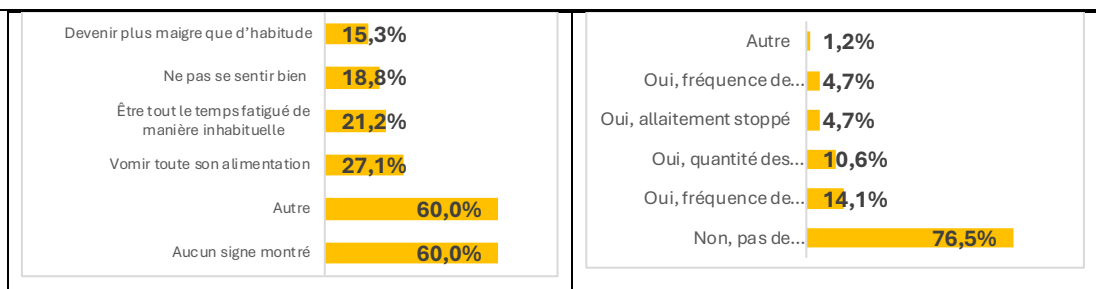 Devenir plus maigre que d’habitude 15,3%
Ne pas se sentir bien 18,8%
Être tout le temps fatigué de
manière inhabituelle 21,2%
Vomir toute son alimentation 27,1%
Autre 60,0%
Aucun signe montré 60,0%
Autre 1,2%
Oui, fréquence de... 4,7%
Oui, allaitement stoppé 4,7%
Oui, quantité des... 10,6%
Oui, fréquence de... 14,1%
Non, pas de... 76,5%